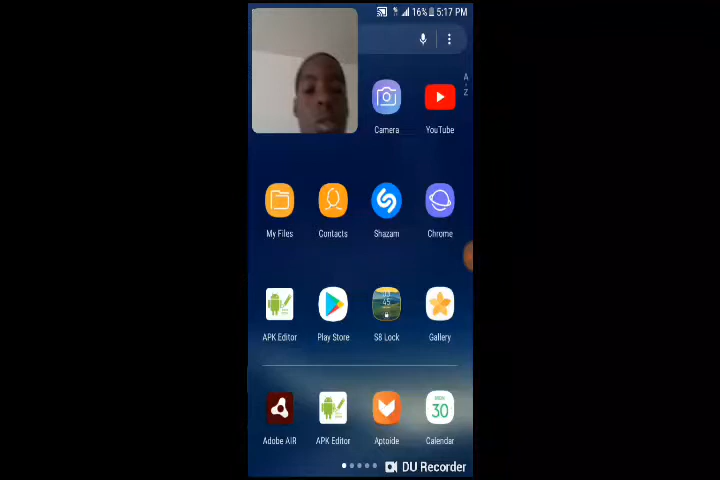 16% 5:17 PM
A
Z
Camera
YouTube
My Files
Contacts
Shazam
Chrome
APK Editor
Play Store
S8 Lock
Gallery
45
30
Adobe AIR
APK Editor
Aptoide
Calendar
DU Recorder